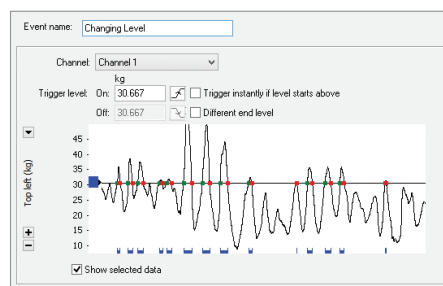 Event name: Changing Level
Channel: Channel 1
kg
Trigger level: On: 30.667 Trigger instantly if level starts above
Off: 30.667 Different end level
Top left (kg)
45
40
35
30
25
20
15
10
Show selected data